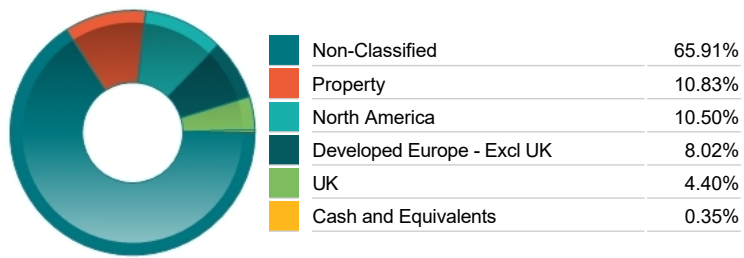 Non-Classified 65.91%
Property 10.83%
North America 10.50%
Developed Europe - Excl UK 8.02%
UK 4.40%
Cash and Equivalents 0.35%